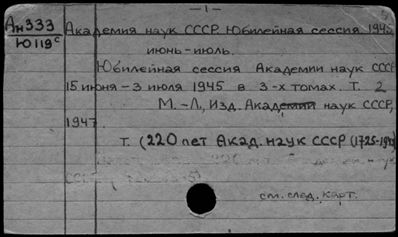 - 1 -
Ан333 Академия наук СССР. Юбилейная сессия. 1945
Ю119с июнь-июль.
Юбилейная сессия Академии наук СССР
15 июня - 3 июля 1945 в 3-х томах. Т. 2
М.-Л., Изд. Академии наук СССР,
1947.
т. (220 лет Акад. наук СССР (1725-1945)
см. след. карт.